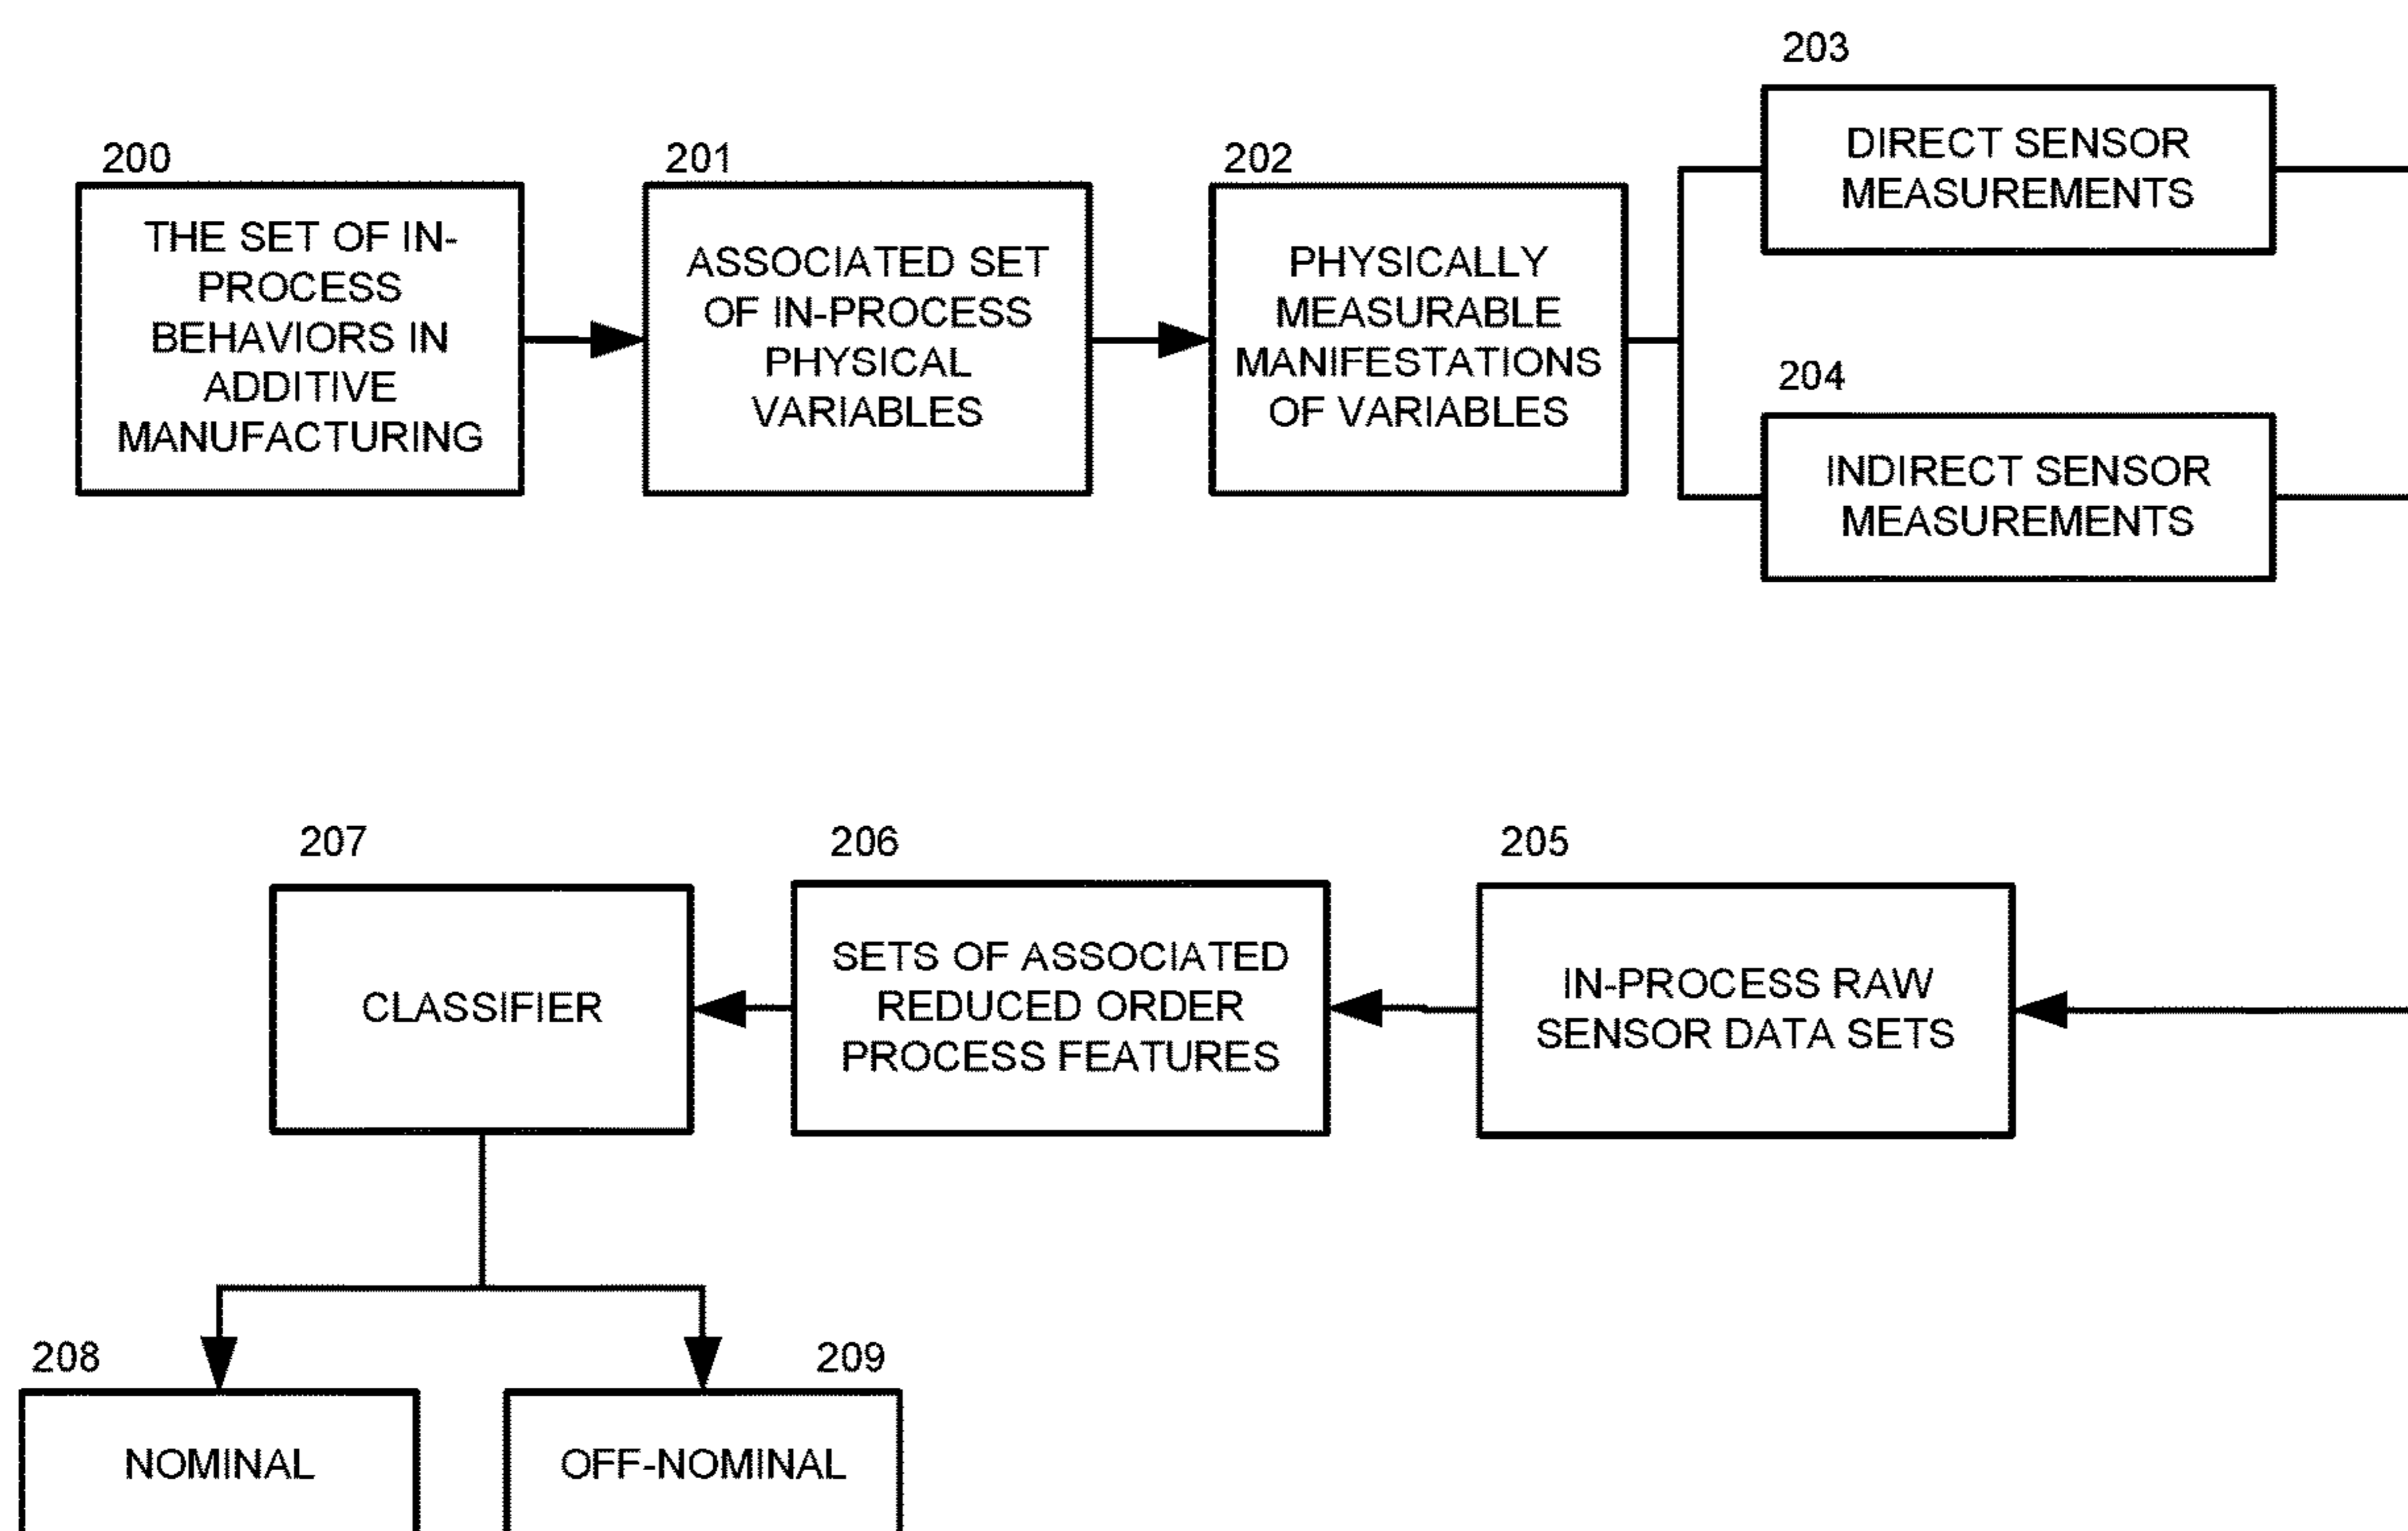 200
THE SET OF IN-
PROCESS
BEHAVIORS IN
ADDITIVE
MANUFACTURING
201
ASSOCIATED SET
OF IN-PROCESS
PHYSICAL
VARIABLES
202
PHYSICALLY
MEASURABLE
MANIFESTATIONS
OF VARIABLES
203
DIRECT SENSOR
MEASUREMENTS
204
INDIRECT SENSOR
MEASUREMENTS
205
IN-PROCESS RAW
SENSOR DATA SETS
206
SETS OF ASSOCIATED
REDUCED ORDER
PROCESS FEATURES
207
CLASSIFIER
208
NOMINAL
209
OFF-NOMINAL